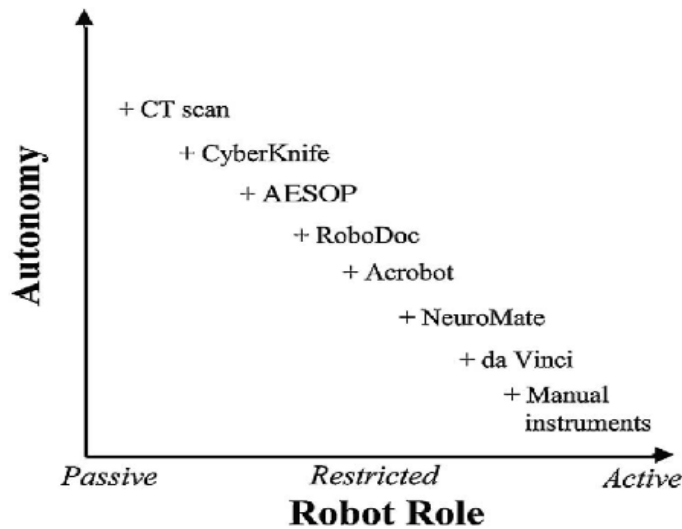 Autonomy
+ CT scan
+ CyberKnife
+ AESOP
+ RoboDoc
+ Acrobot
+ NeuroMate
+ da Vinci
+ Manual
instruments
Passive Restricted Active
Robot Role